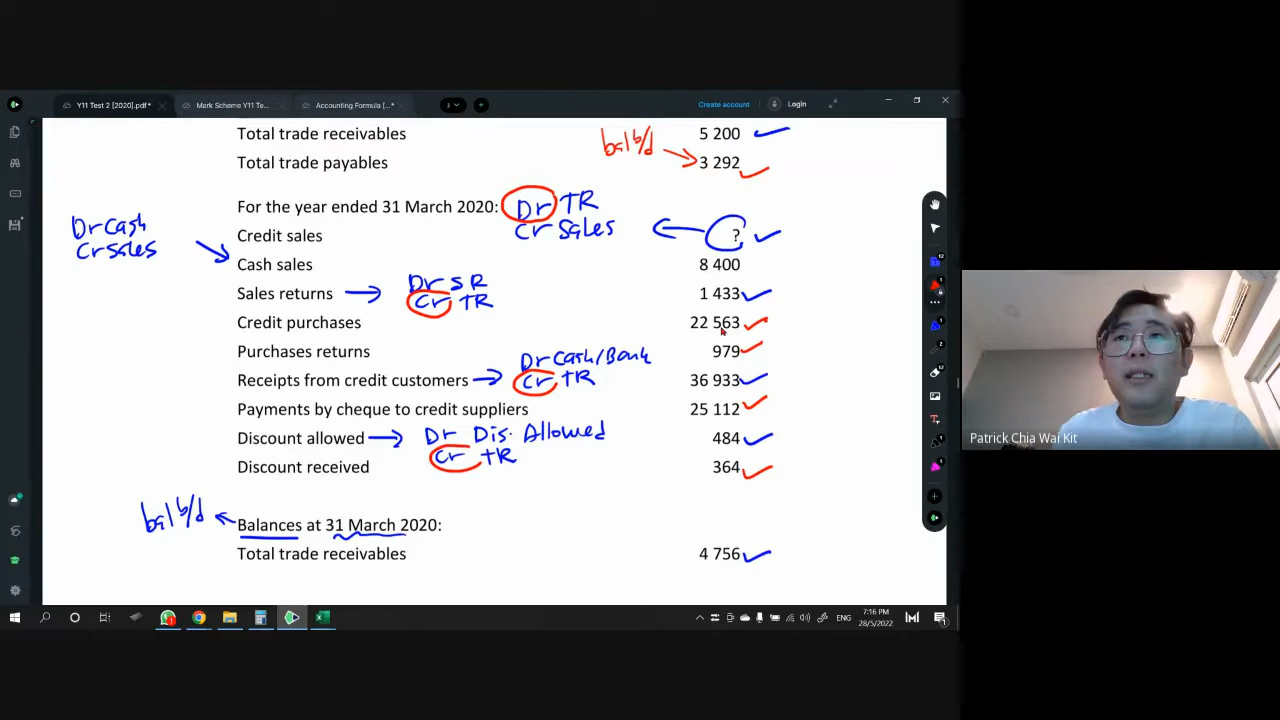 Y11 Test 2 [2020].pdf*
Mark Scheme Y11 Te...
Accounting Formula (...*
3
Create account
Login
Total trade receivables 5 200
bal b/d
Total trade payables 3 292
For the year ended 31 March 2020: Dr TR
Dr Cash
Cr Sales
Credit sales ?
Cr Sales
Cash sales 8 400
Dr SR
Sales returns 1 433
Cr TR
Credit purchases 22 563
Purchases returns 979
Dr Cash/Bank
Receipts from credit customers 36 933
Cr TR
Payments by cheque to credit suppliers 25 112
Discount allowed 484
Dr Dis. Allowed
Cr TR
Discount received 364
bal b/d
Balances at 31 March 2020:
Total trade receivables 4 756
Patrick Chia Wai Kit
ENG
7:16 PM
28/5/2022